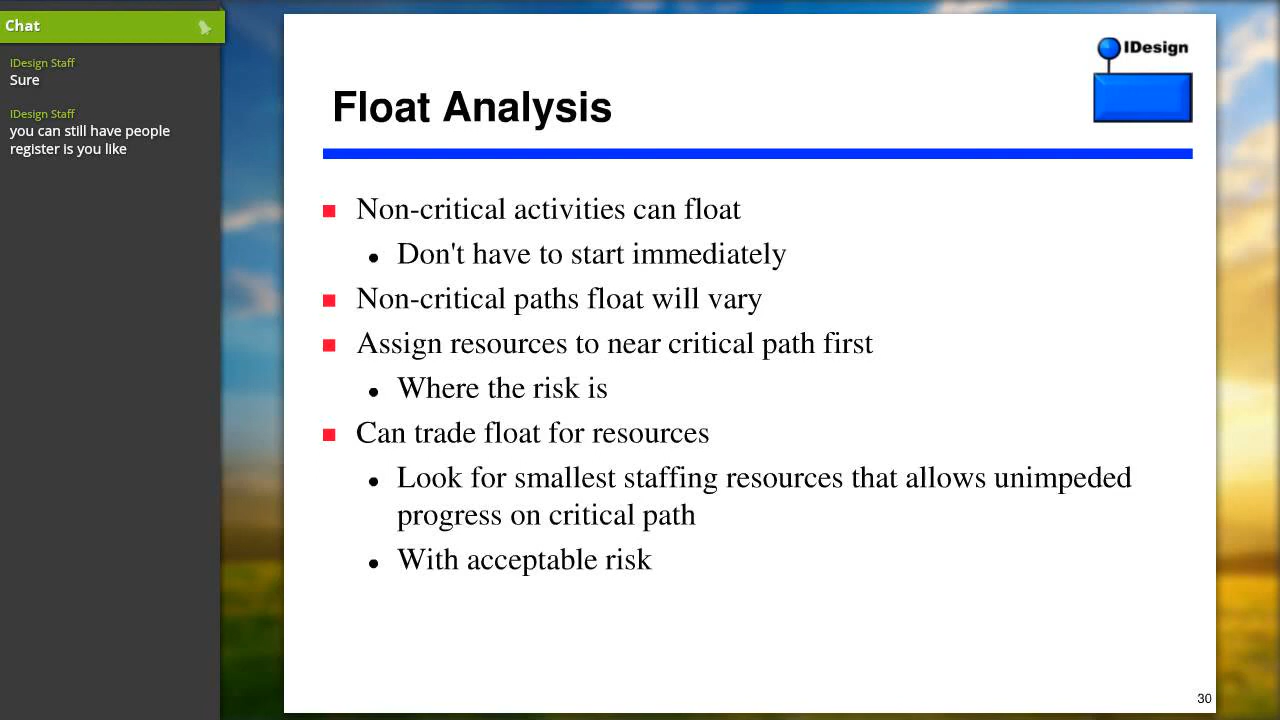 Chat
IDesign Staff
Sure
IDesign Staff
you can still have people
register is you like
IDesign
Float Analysis
Non-critical activities can float
Don't have to start immediately
Non-critical paths float will vary
Assign resources to near critical path first
Where the risk is
Can trade float for resources
Look for smallest staffing resources that allows unimpeded
progress on critical path
With acceptable risk
30